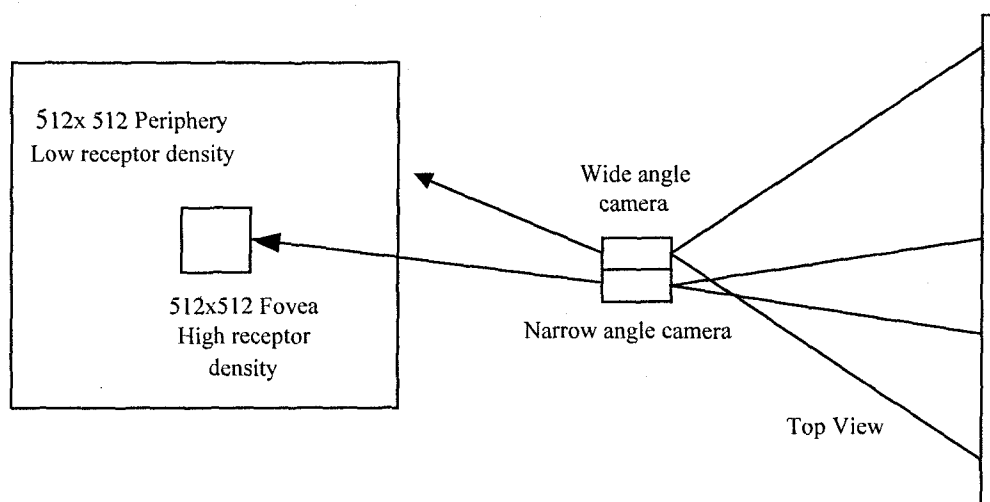 512x 512 Periphery
Low receptor density
512x512 Fovea
High receptor
density
Wide angle
camera
Narrow angle camera
Top View